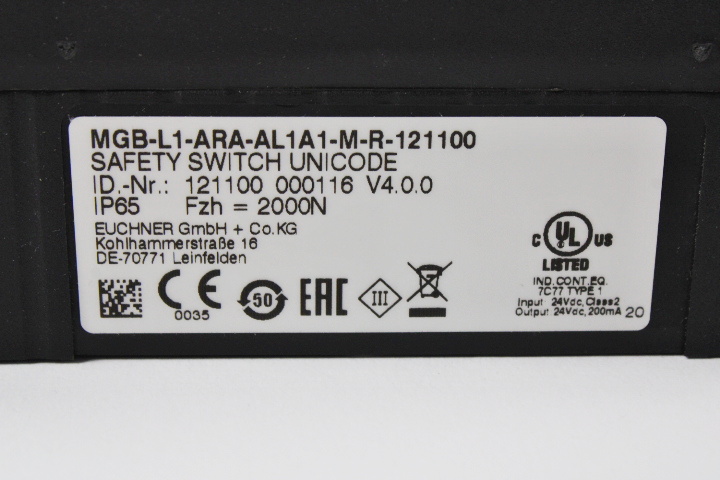 MGB-L1-ARA-AL1A1-M-R-121100
SAFETY SWITCH UNICODE
ID.-Nr.: 121100 000116 V4.0.0
IP65 Fzh = 2000N
EUCHNER GmbH + Co.KG
Kohlhammerstraße 16
DE-70771 Leinfelden
CE
0035
50
EAC
III
C UL US
LISTED
IND.CONT.EQ.
7C77 TYPE 1
Input 24Vdc, Class2
Output 24Vdc, 200mA 20